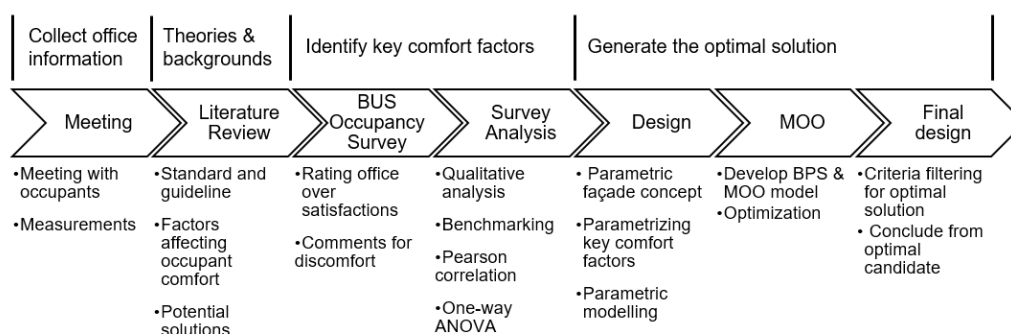 Collect office
information
Theories &
backgrounds
Identify key comfort factors
Generate the optimal solution
Meeting
Literature
Review
BUS
Occupancy
Survey
Survey
Analysis
Design
MOO
Final
design
•Meeting with
occupants
•Measurements
•Standard and
guideline
•Factors
affecting
occupant
comfort
•Potential
solutions
•Rating office
over
satisfactions
•Comments for
discomfort
•Qualitative
analysis
•Benchmarking
•Pearson
correlation
•One-way
ANOVA
• Parametric
façade concept
•Parametrizing
key comfort
factors
•Parametric
modelling
•Develop BPS &
MOO model
•Optimization
•Criteria filtering
for optimal
solution
• Conclude from
optimal
candidate